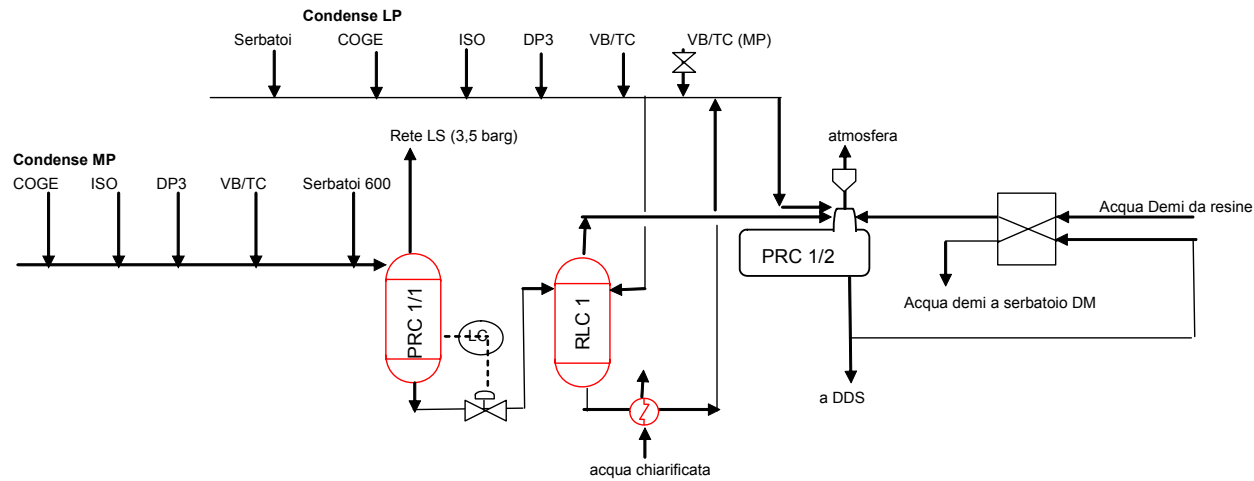 Condense LP
Serbatoi COGE ISO DP3 VB/TC VB/TC (MP)
Rete LS (3,5 barg)
atmosfera
Condense MP
COGE ISO DP3 VB/TC Serbatoi 600
Acqua Demi da resine
PRC 1/2
PRC 1/1
LC
RLC 1
Acqua demi a serbatoio DM
a DDS
acqua chiarificata